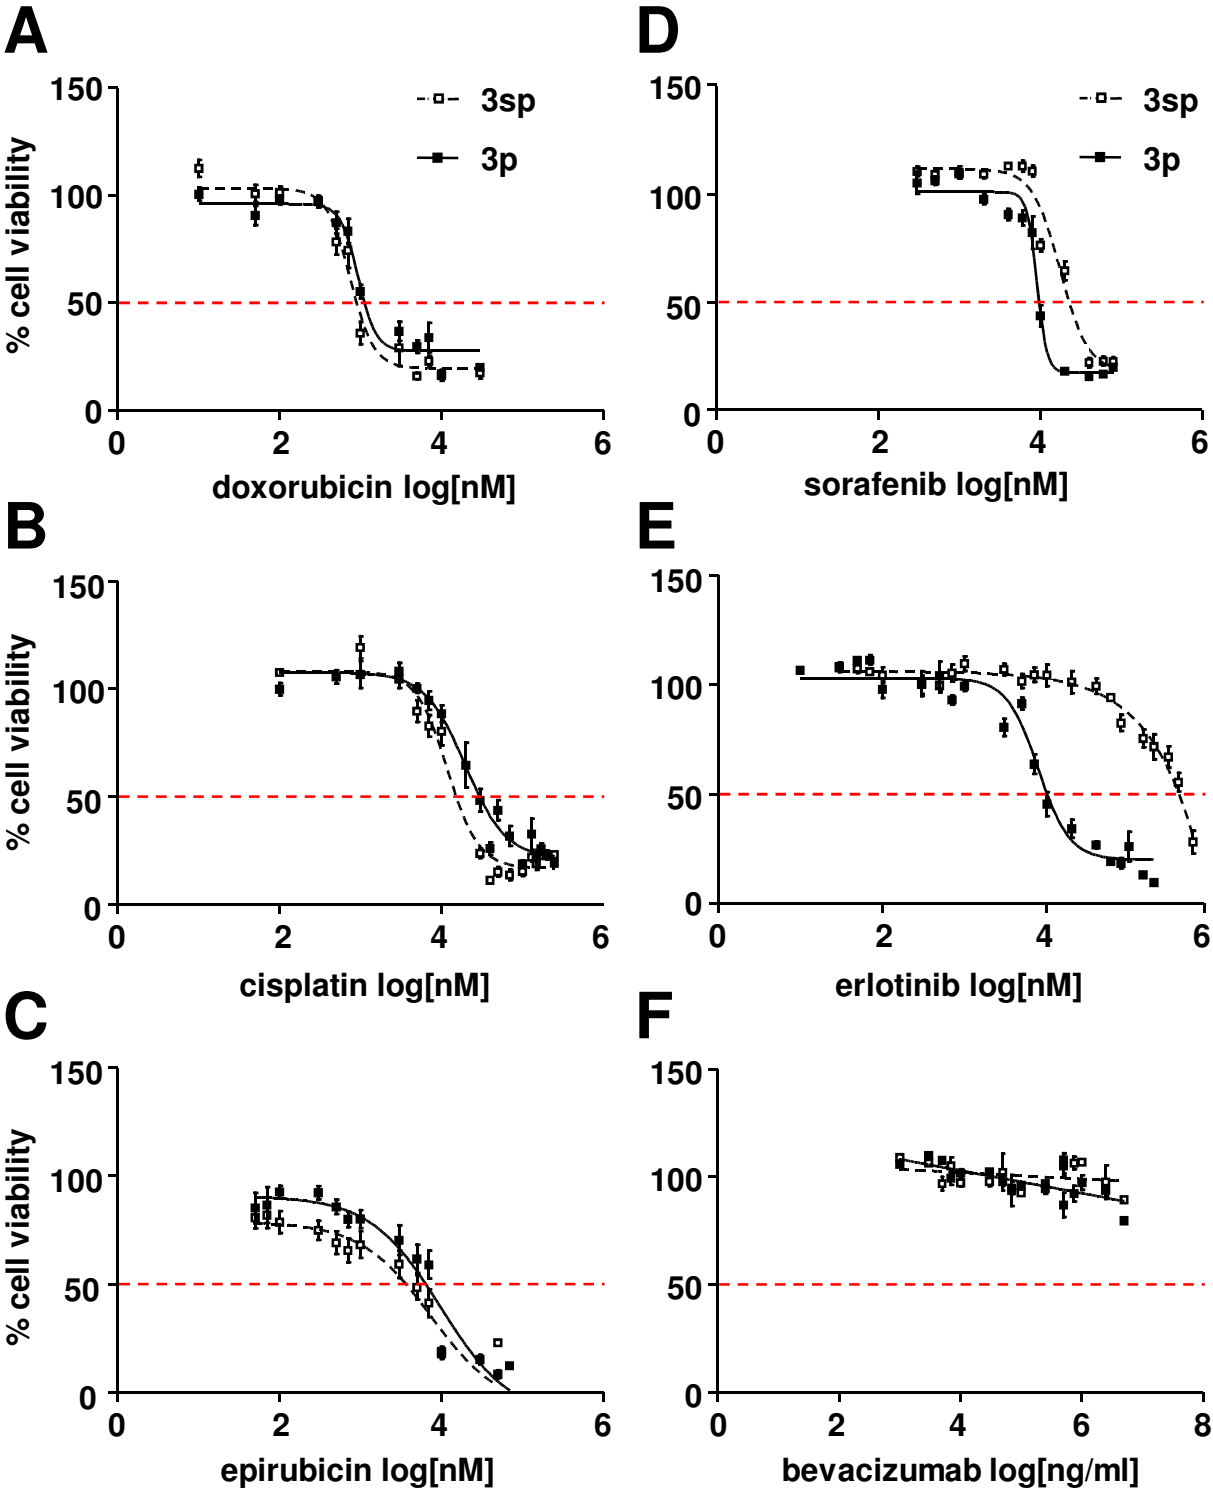 A
150
100
50
0
% cell viability
3sp
3p
0 2 4 6
doxorubicin log[nM]
D
150
100
50
0
3sp
3p
0 2 4 6
sorafenib log[nM]
B
150
100
50
0
% cell viability
0 2 4 6
cisplatin log[nM]
E
150
100
50
0
0 2 4 6
erlotinib log[nM]
C
150
100
50
0
% cell viability
0 2 4 6
epirubicin log[nM]
F
150
100
50
0
0 2 4 6 8
bevacizumab log[ng/ml]